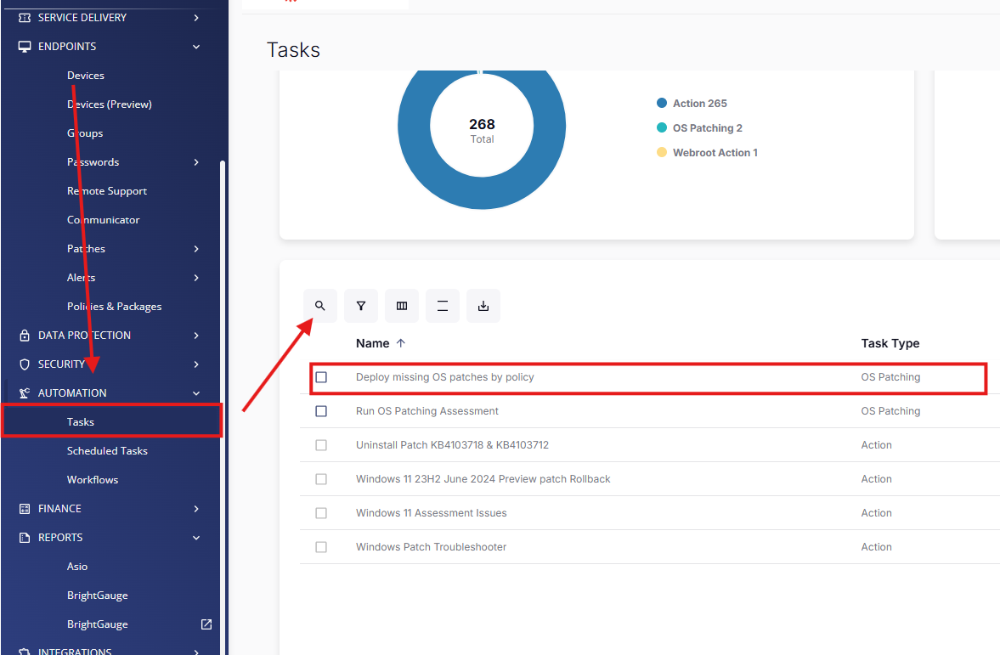 SERVICE DELIVERY
ENDPOINTS
Devices
Devices (Preview)
Groups
Passwords
Remote Support
Communicator
Patches
Alerts
Policies & Packages
DATA PROTECTION
SECURITY
AUTOMATION
Tasks
Scheduled Tasks
Workflows
FINANCE
REPORTS
Asio
BrightGauge
BrightGauge
INTEGRATIONS
Tasks
268
Total
Action 265
OS Patching 2
Webroot Action 1
Name Task Type
Deploy missing OS patches by policy OS Patching
Run OS Patching Assessment OS Patching
Uninstall Patch KB4103718 & KB4103712 Action
Windows 11 23H2 June 2024 Preview patch Rollback Action
Windows 11 Assessment Issues Action
Windows Patch Troubleshooter Action